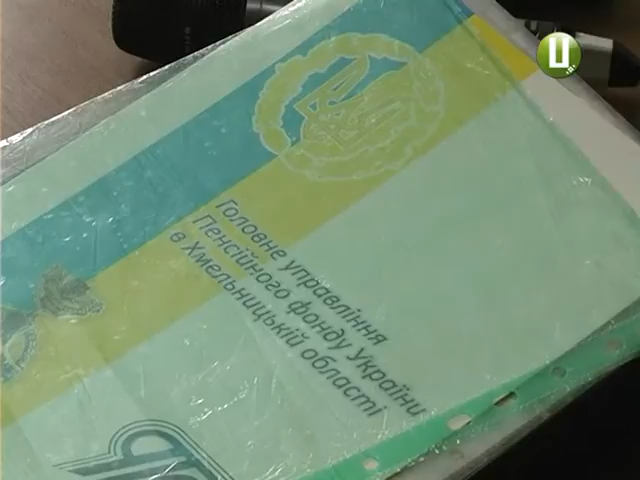 Ц
Головне управління
Пенсійного фонду України
в Хмельницькій області